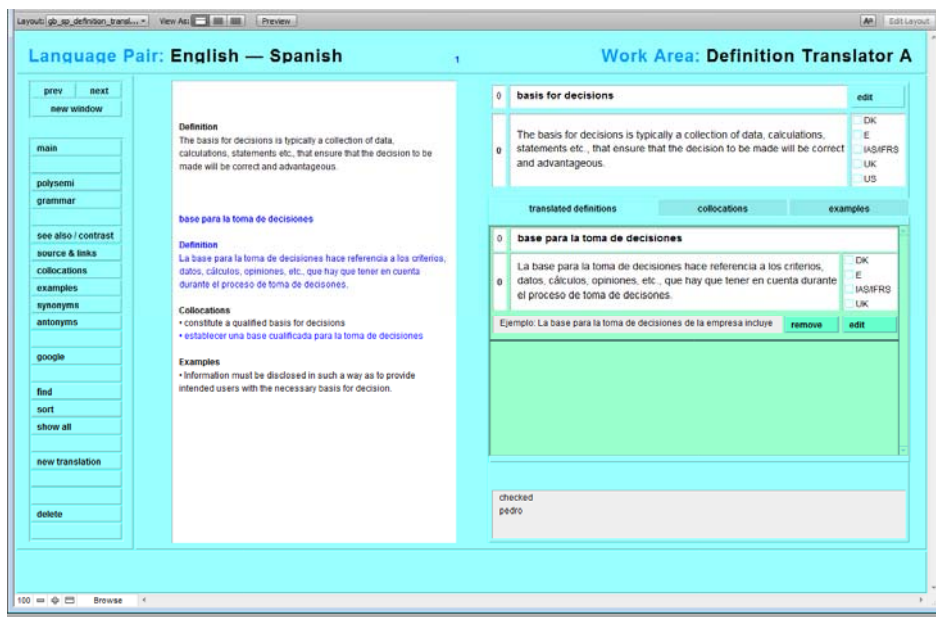 Layout: gb_sp_definition_transl... View As: Preview Aa Edit Layout
Language Pair: English — Spanish 1 Work Area: Definition Translator A
prev next
new window
main
polysemi
grammar
see also / contrast
source & links
collocations
examples
synonyms
antonyms
google
find
sort
show all
new translation
delete
Definition
The basis for decisions is typically a collection of data,
calculations, statements etc., that ensure that the decision to be
made will be correct and advantageous.
base para la toma de decisiones
Definition
La base para la toma de decisiones hace referencia a los criterios,
datos, cálculos, opiniones, etc., que hay que tener en cuenta
durante el proceso de toma de decisones.
Collocations
• constitute a qualified basis for decisions
• establecer una base cualificada para la toma de decisiones
Examples
• Information must be disclosed in such a way as to provide
intended users with the necessary basis for decision.
0 basis for decisions edit
0 The basis for decisions is typically a collection of data, calculations,
statements etc., that ensure that the decision to be made will be correct
and advantageous.
DK
E
IAS/IFRS
UK
US
translated definitions collocations examples
0 base para la toma de decisiones
0 La base para la toma de decisiones hace referencia a los criterios,
datos, cálculos, opiniones, etc., que hay que tener en cuenta durante
el proceso de toma de decisones.
DK
E
IAS/IFRS
UK
Ejemplo: La base para la toma de decisiones de la empresa incluye remove edit
checked
pedro
100 Browse